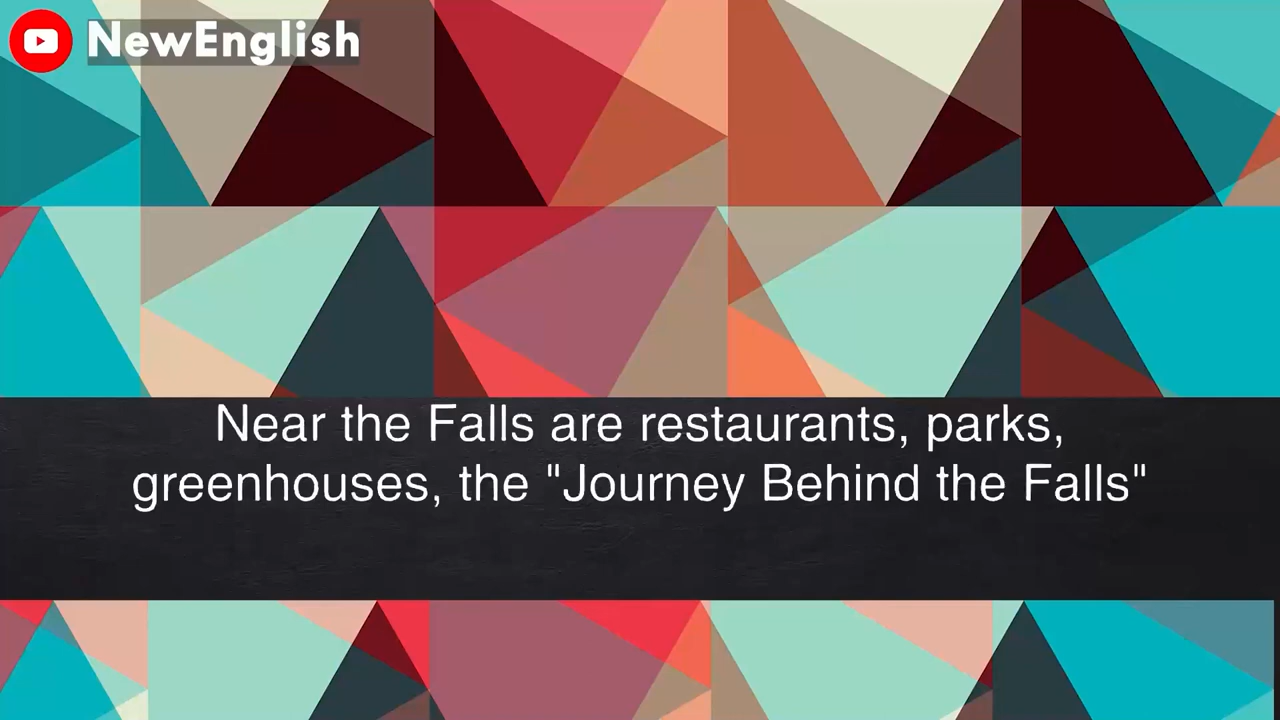 NewEnglish
Near the Falls are restaurants, parks,
greenhouses, the "Journey Behind the Falls"